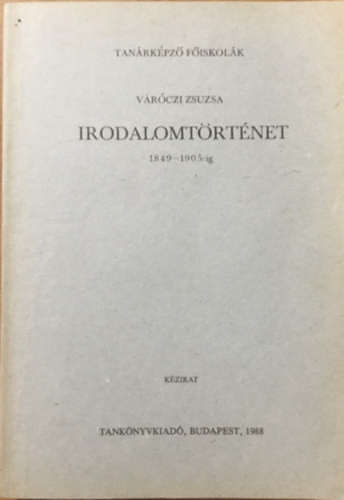 TANÁRKÉPZŐ FŐISKOLÁK
VÁRÓCZI ZSUZSA
IRODALOMTÖRTÉNET
1849–1905-ig
KÉZIRAT
TANKÖNYVKIADÓ, BUDAPEST, 1988